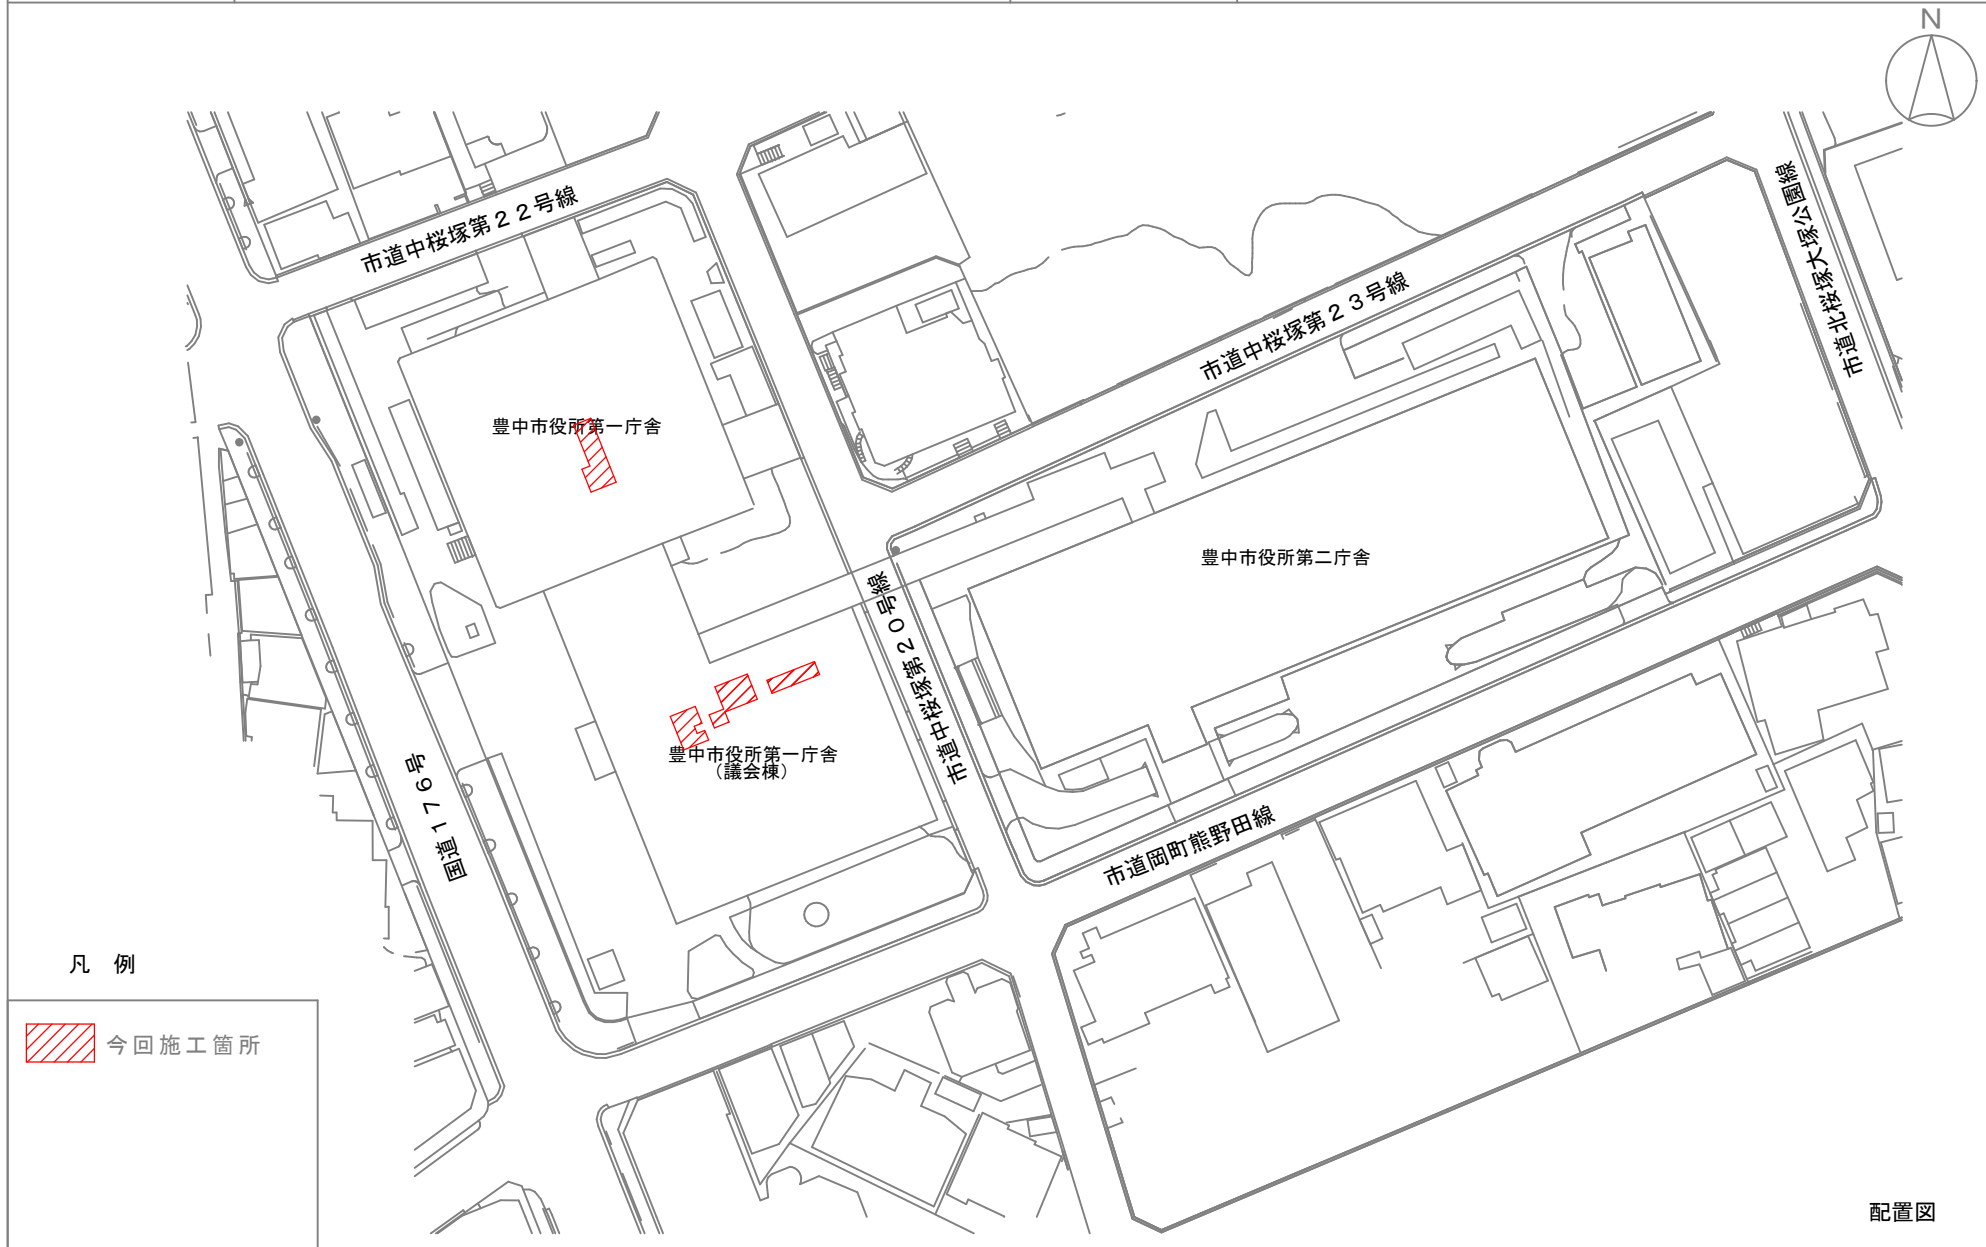 N
市道中桜塚第２２号線
市道北桜塚大塚公園線
市道中桜塚第２３号線
豊中市役所第一庁舎
豊中市役所第二庁舎
市道中桜塚第２０号線
豊中市役所第一庁舎
（議会棟）
国道１７６号
市道岡町熊野田線
凡　例
今回施工箇所
配置図